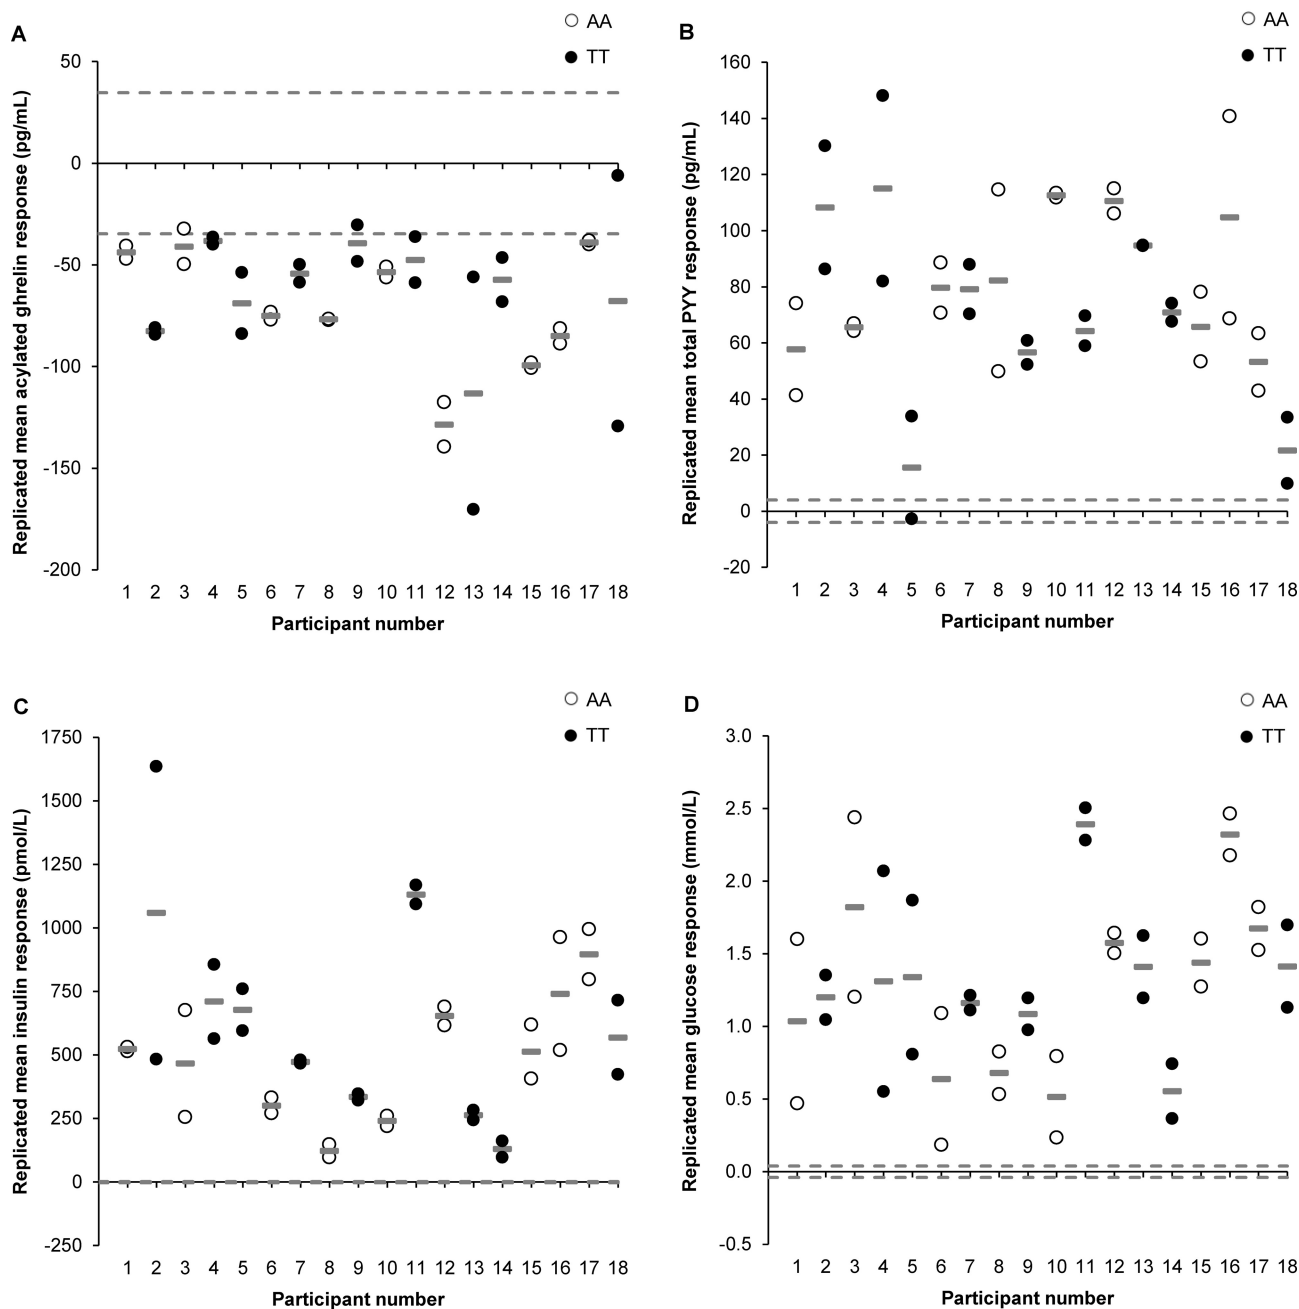 A
AA
TT
Replicated mean acylated ghrelin response (pg/mL)
50
0
-50
-100
-150
-200
1 2 3 4 5 6 7 8 9 10 11 12 13 14 15 16 17 18
Participant number
B
AA
TT
Replicated mean total PYY response (pg/mL)
160
140
120
100
80
60
40
20
0
-20
1 2 3 4 5 6 7 8 9 10 11 12 13 14 15 16 17 18
Participant number
C
AA
TT
Replicated mean insulin response (pmol/L)
1750
1500
1250
1000
750
500
250
0
-250
1 2 3 4 5 6 7 8 9 10 11 12 13 14 15 16 17 18
Participant number
D
AA
TT
Replicated mean glucose response (mmol/L)
3.0
2.5
2.0
1.5
1.0
0.5
0.0
-0.5
1 2 3 4 5 6 7 8 9 10 11 12 13 14 15 16 17 18
Participant number